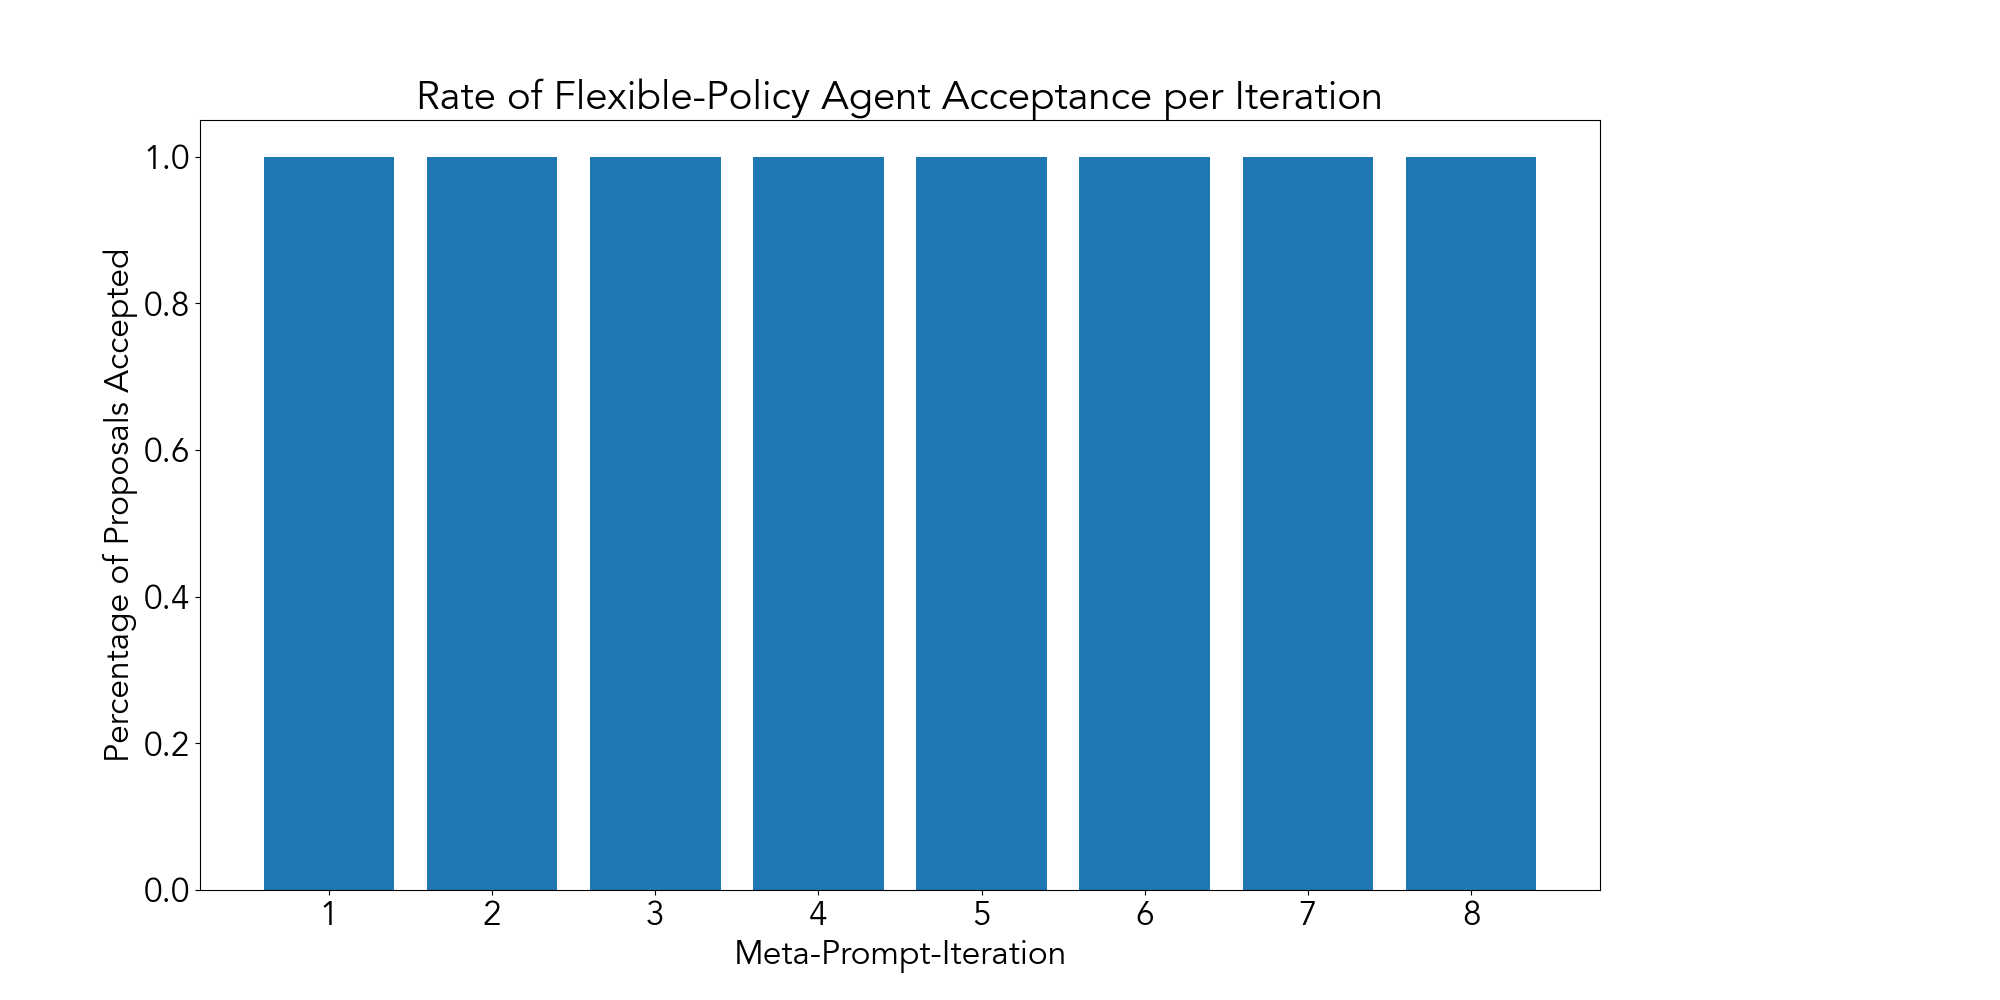 Rate of Flexible-Policy Agent Acceptance per Iteration
Percentage of Proposals Accepted
1.0
0.8
0.6
0.4
0.2
0.0
1 2 3 4 5 6 7 8
Meta-Prompt-Iteration